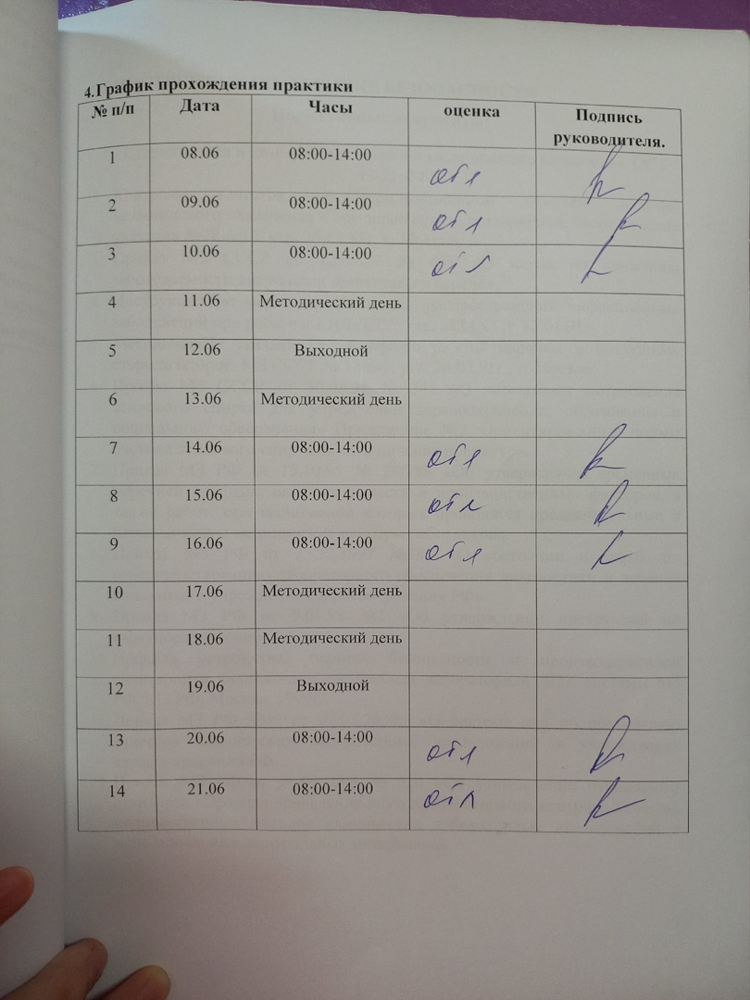 4.График прохождения практики
№ п/п Дата Часы оценка Подпись руководителя.
1 08.06 08:00-14:00 отл
2 09.06 08:00-14:00 отл
3 10.06 08:00-14:00 отл
4 11.06 Методический день
5 12.06 Выходной
6 13.06 Методический день
7 14.06 08:00-14:00 отл
8 15.06 08:00-14:00 отл
9 16.06 08:00-14:00 отл
10 17.06 Методический день
11 18.06 Методический день
12 19.06 Выходной
13 20.06 08:00-14:00 отл
14 21.06 08:00-14:00 отл